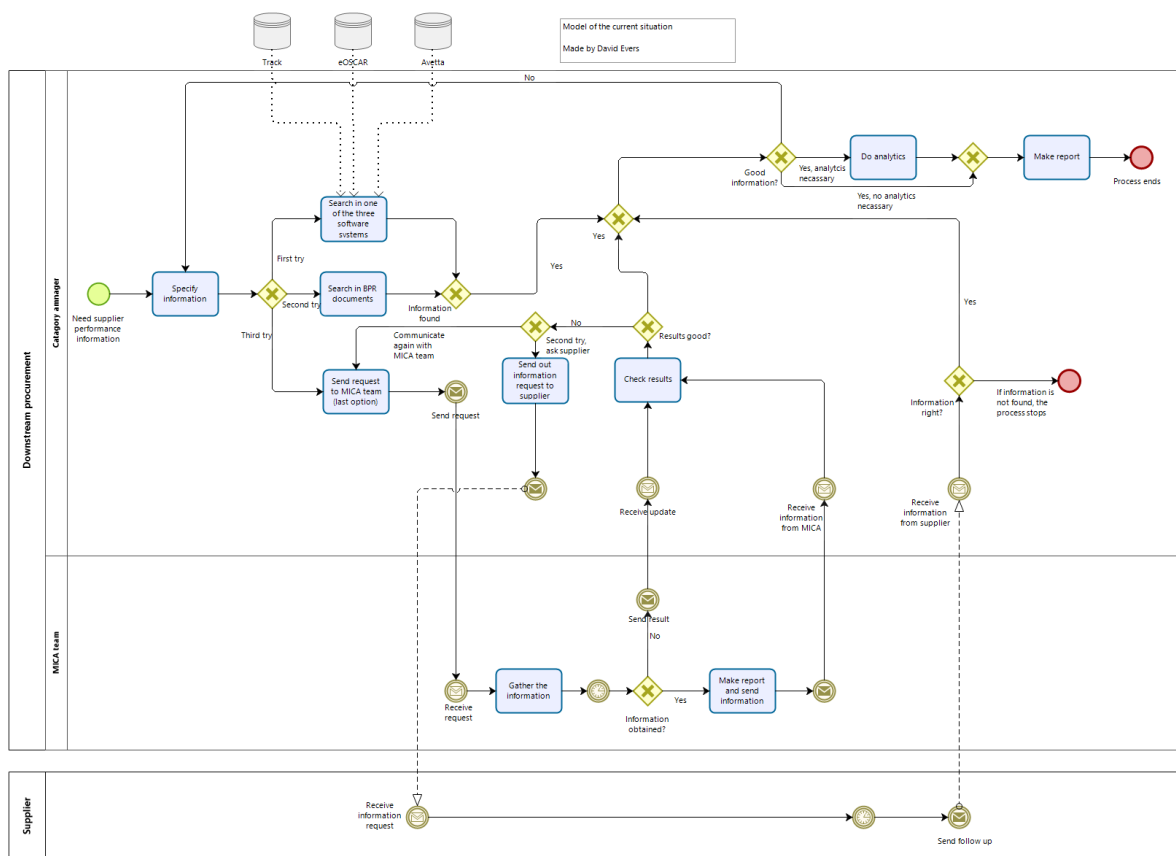 Model of the current situation
Made by David Evers
Track
eOSCAR
Avetta
No
Good
information?
Yes, analytcis
necassary
Do analytics
Yes, no analytics
necassary
Make report
Process ends
Search in one
of the three
software
systems
Yes
First try
Yes
Need supplier
performance
information
Specify
information
Second try
Search in BPR
documents
Information
found
Third try
Communicate
again with
MICA team
No
Second try,
ask supplier
Results good?
Yes
Send request
to MICA team
(last option)
Send request
Send out
information
request to
supplier
Check results
Information
right?
If information is
not found, the
process stops
Receive update
Receive
information
from MICA
Receive
information
from supplier
Catagory amnager
Downstream procurement
MICA team
Send result
No
Receive
request
Gather the
information
Information
obtained?
Yes
Make report
and send
information
Supplier
Receive
information
request
Send follow up